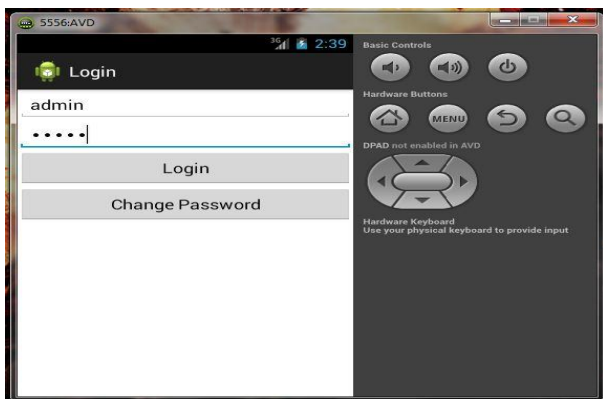 5556:AVD
3G 2:39
Login
admin
•••••
Login
Change Password
Basic Controls
Hardware Buttons
MENU
DPAD not enabled in AVD
Hardware Keyboard
Use your physical keyboard to provide input